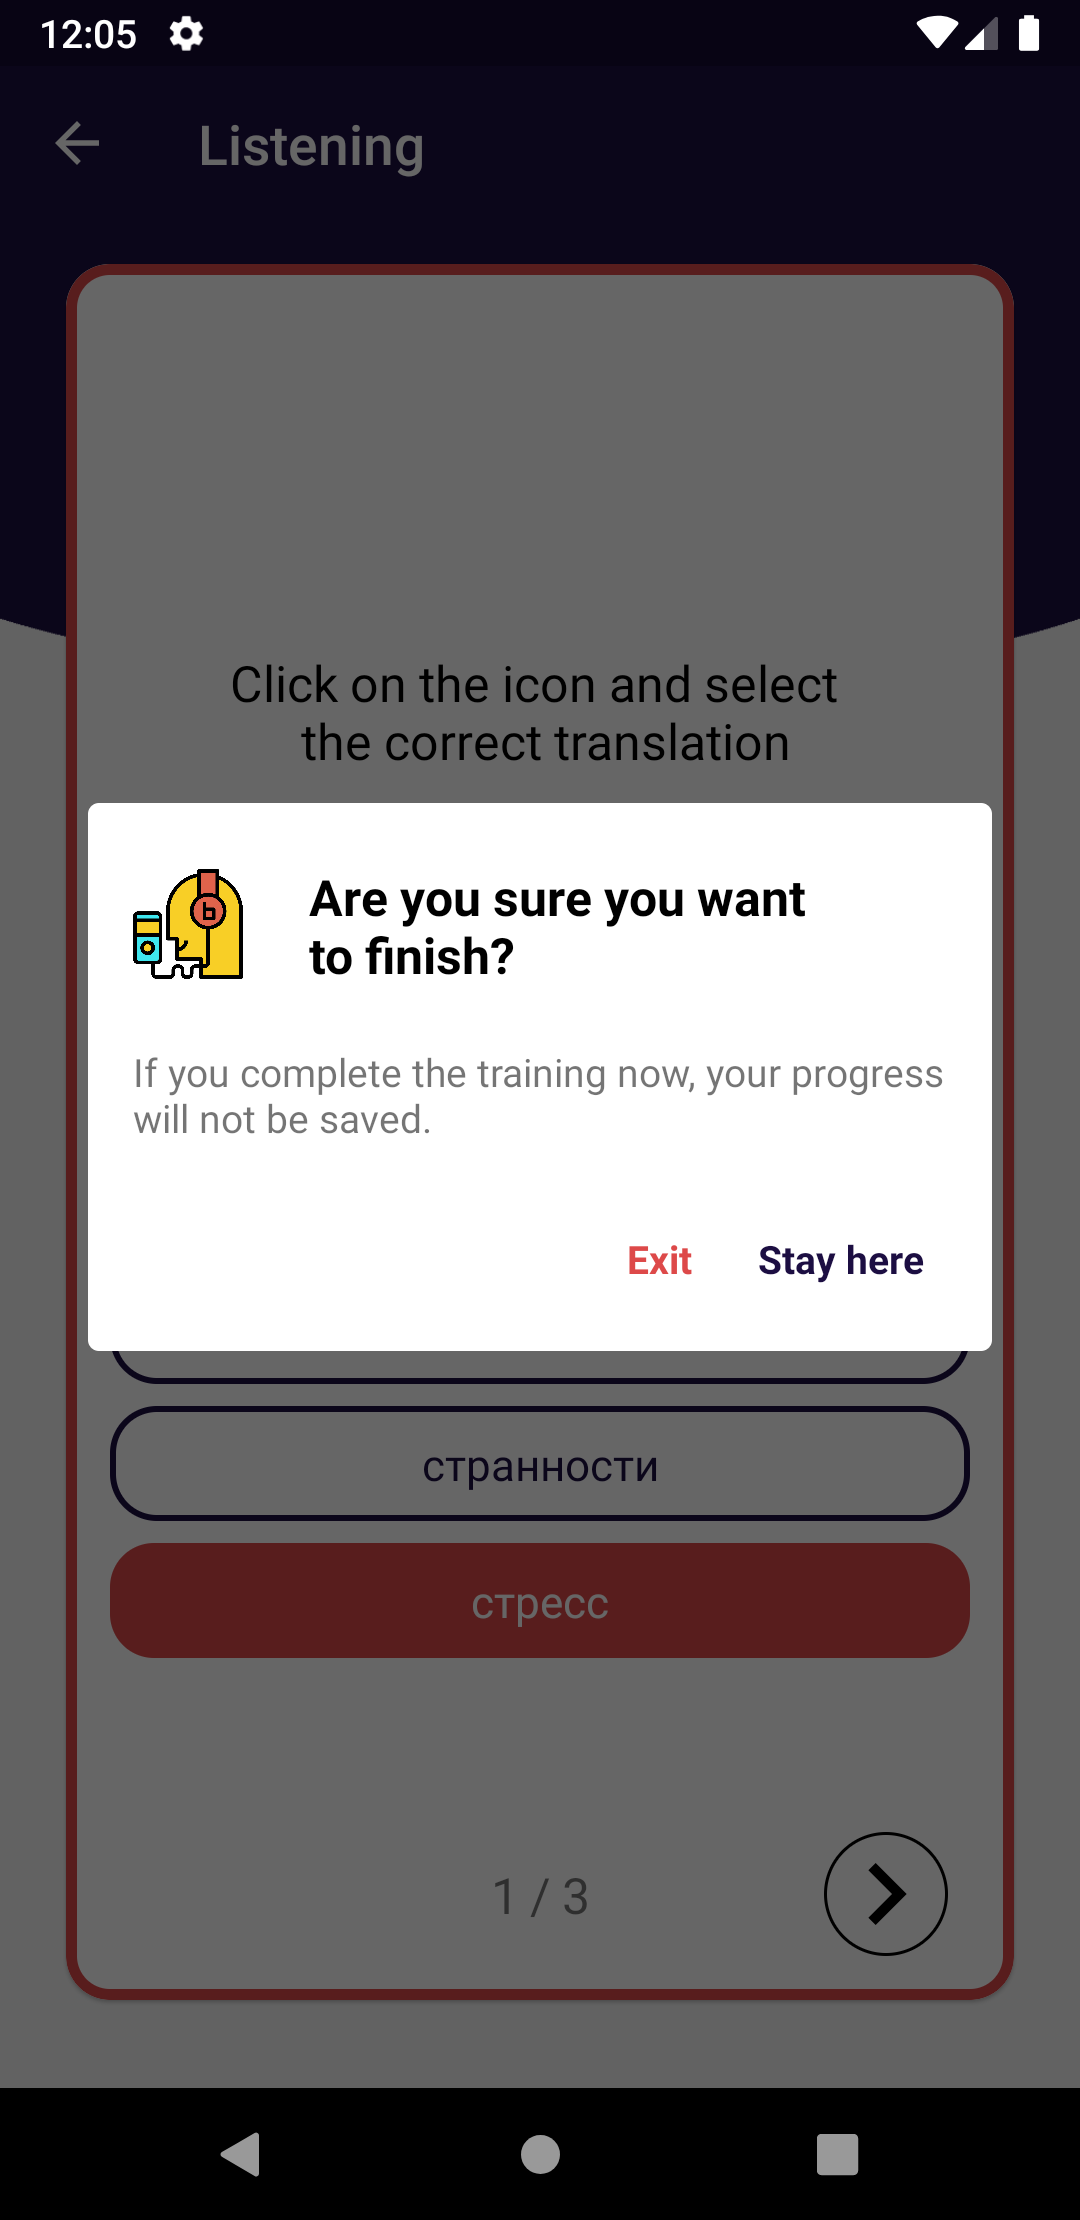 12:05
Listening
Click on the icon and select
the correct translation
Are you sure you want
to finish?
If you complete the training now, your progress
will not be saved.
Exit
Stay here
странности
стресс
1 / 3